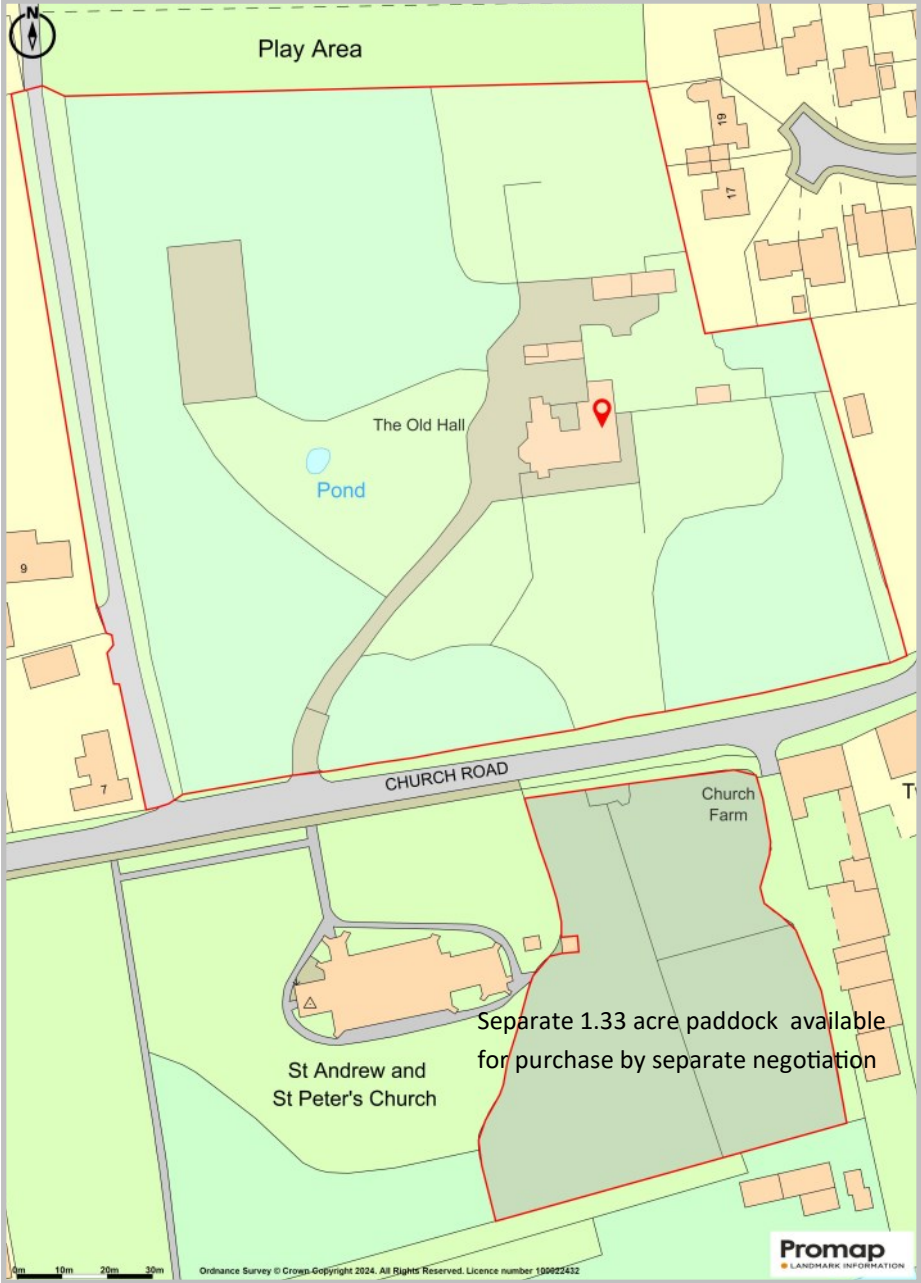 N
Play Area
19
17
The Old Hall
Pond
9
7
CHURCH ROAD
Church
Farm
Separate 1.33 acre paddock available
for purchase by separate negotiation
St Andrew and
St Peter's Church
Promap
LANDMARK INFORMATION
0m 10m 20m 30m
Ordnance Survey © Crown Copyright 2024. All Rights Reserved. Licence number 100022432